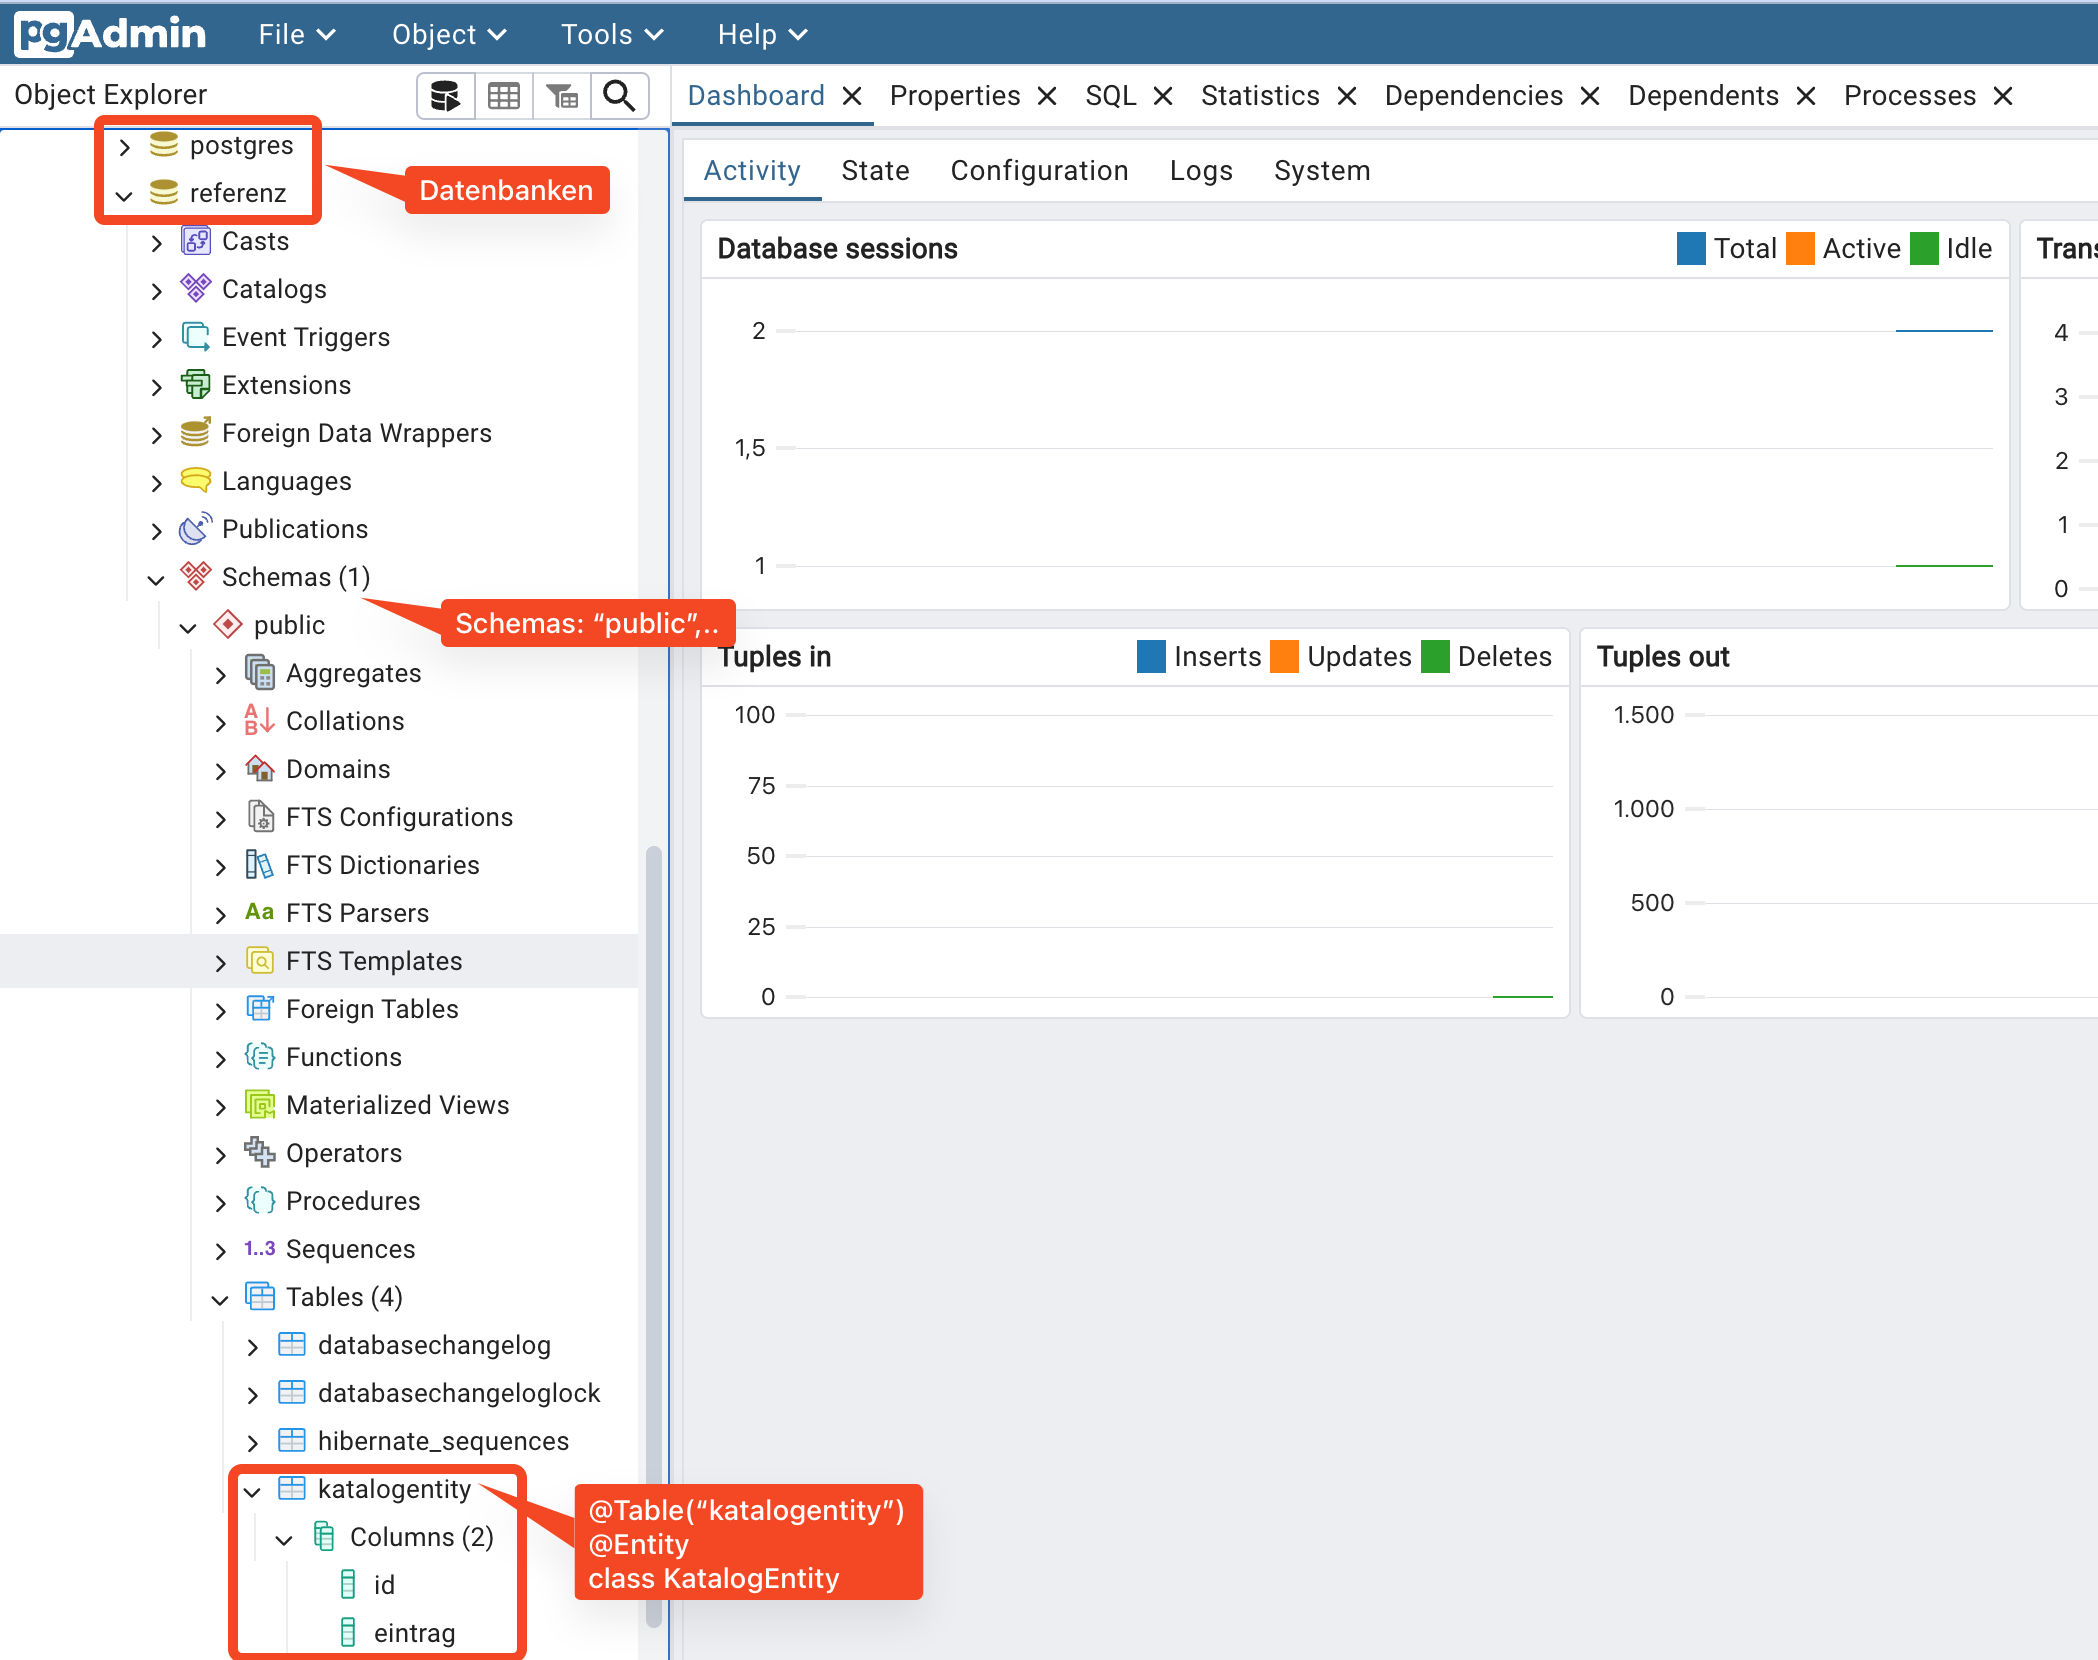 pgAdmin
File
Object
Tools
Help
Object Explorer
Dashboard
Properties
SQL
Statistics
Dependencies
Dependents
Processes
postgres
referenz
Datenbanken
Casts
Catalogs
Event Triggers
Extensions
Foreign Data Wrappers
Languages
Publications
Schemas (1)
Schemas: “public”,..
public
Aggregates
Collations
Domains
FTS Configurations
FTS Dictionaries
Aa FTS Parsers
FTS Templates
Foreign Tables
Functions
Materialized Views
Operators
Procedures
1..3 Sequences
Tables (4)
databasechangelog
databasechangeloglock
hibernate_sequences
katalogentity
@Table(“katalogentity”)
@Entity
class KatalogEntity
Columns (2)
id
eintrag
Activity
State
Configuration
Logs
System
Database sessions
Total
Active
Idle
2
1,5
1
Trans
4
3
2
1
0
Tuples in
Inserts
Updates
Deletes
100
75
50
25
0
Tuples out
1.500
1.000
500
0